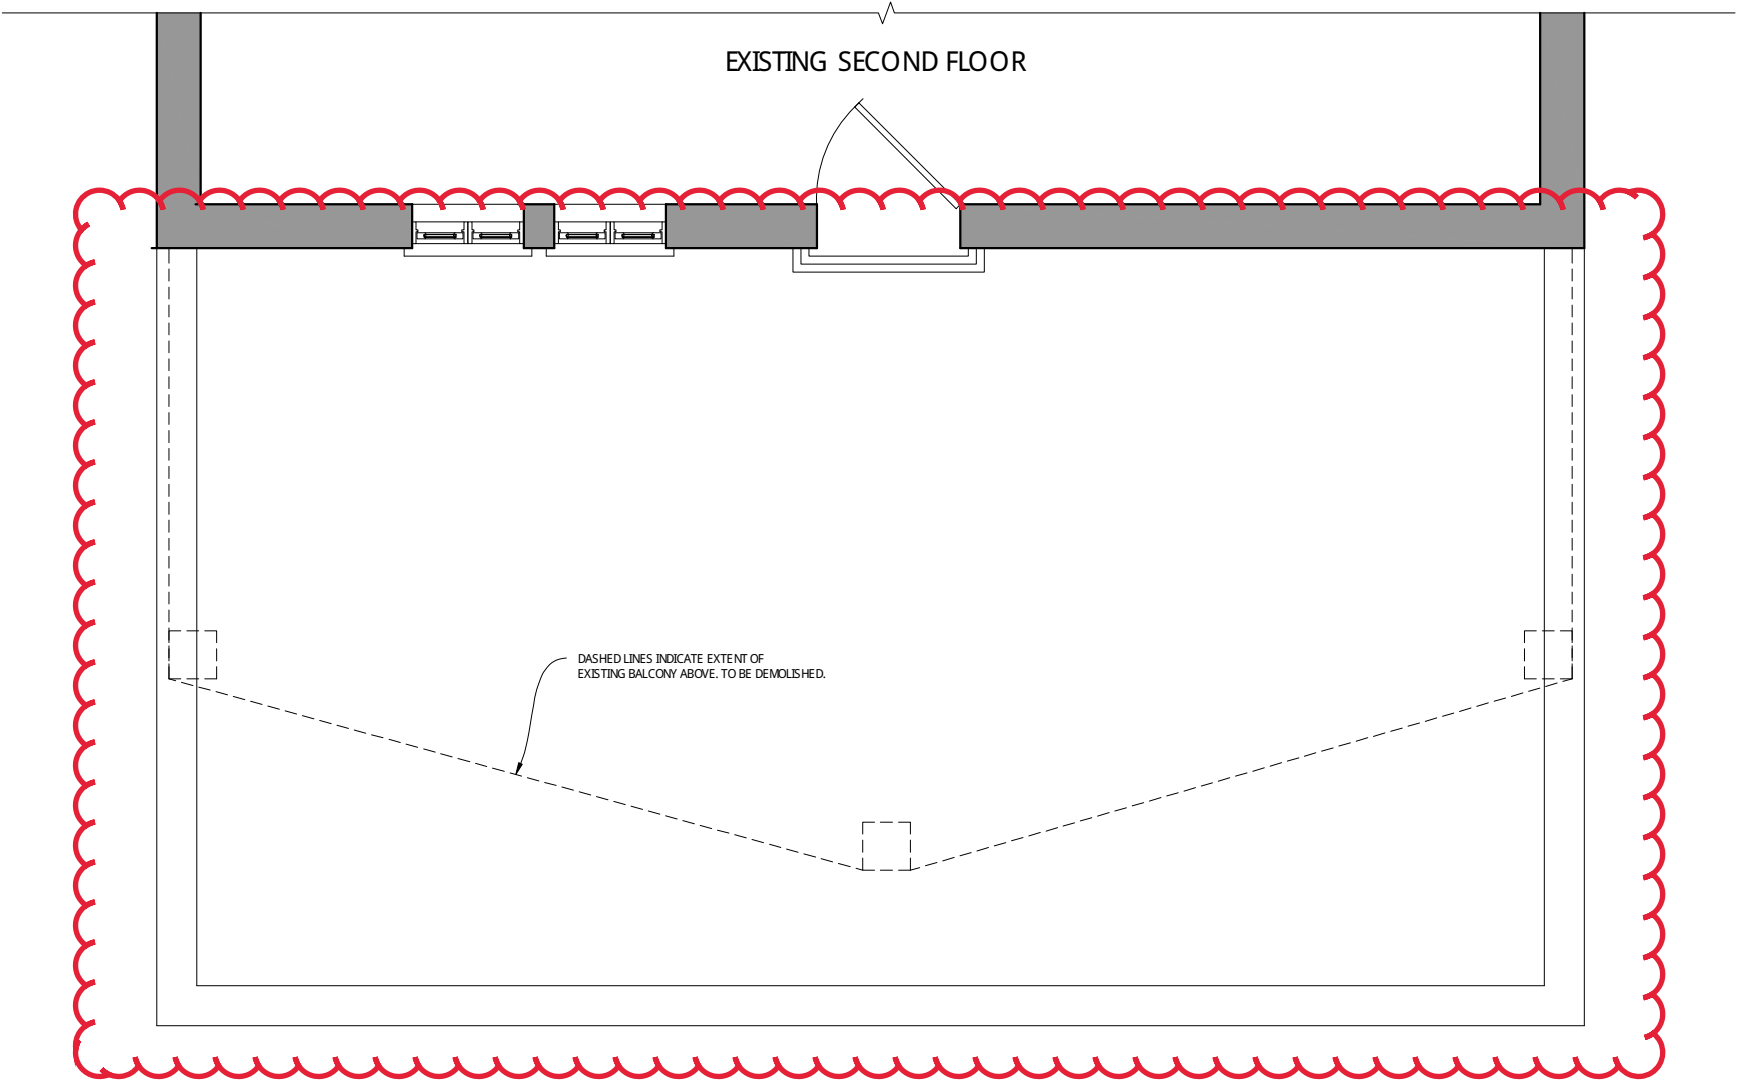 EXISTING SECOND FLOOR
DASHED LINES INDICATE EXTENT OF
EXISTING BALCONY ABOVE. TO BE DEMOLISHED.